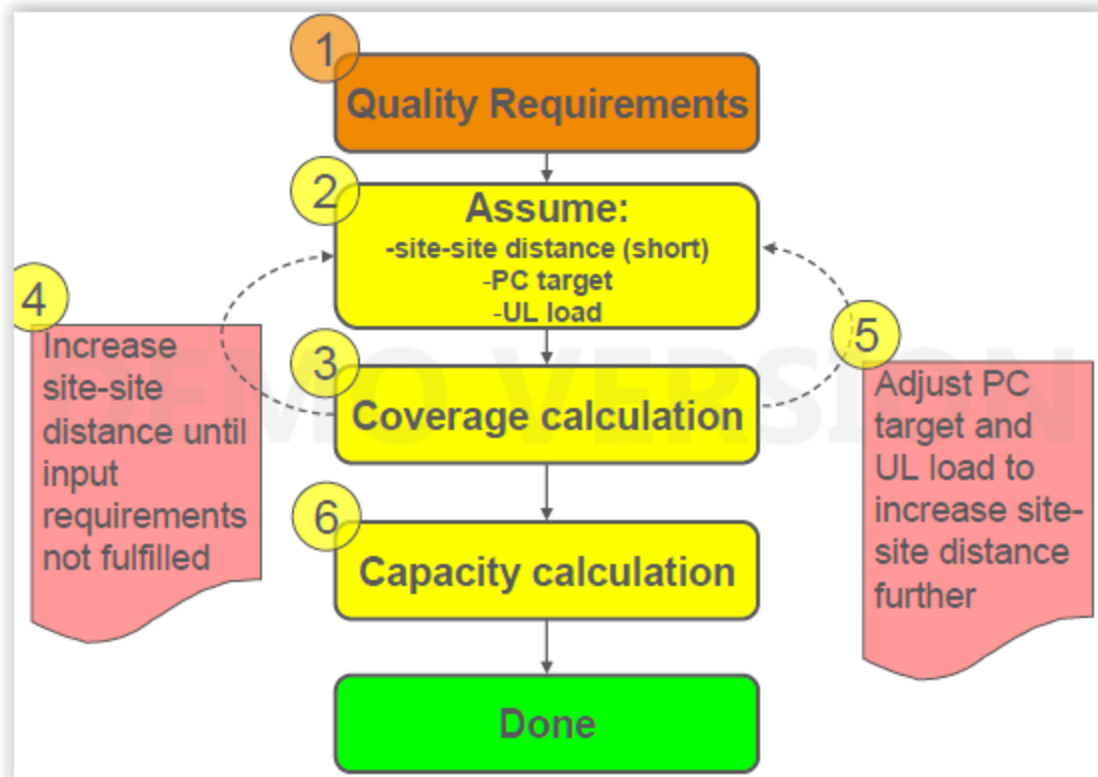 1
Quality Requirements
2
Assume:
-site-site distance (short)
-PC target
-UL load
4
Increase
site-site
distance until
input
requirements
not fulfilled
3
Coverage calculation
5
Adjust PC
target and
UL load to
increase site-
site distance
further
6
Capacity calculation
Done
DEMO VERSION